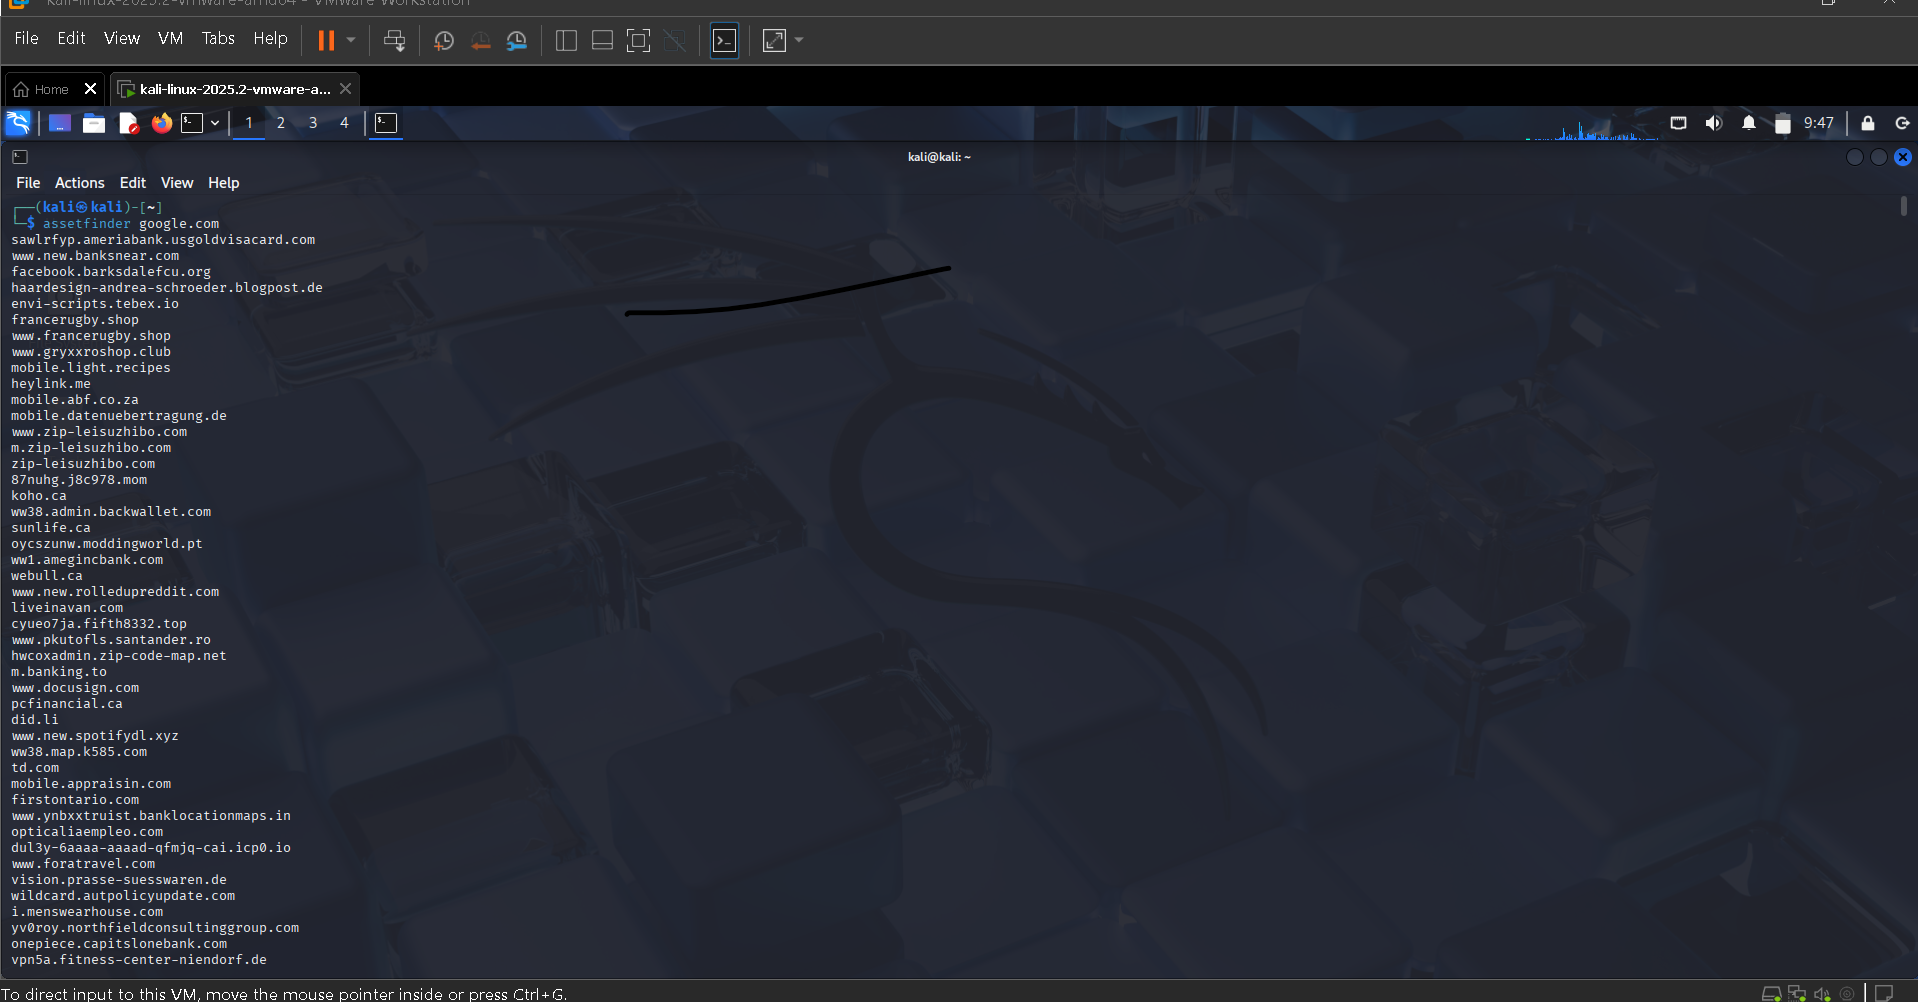 kali-linux-2025.2-vmware-amd64 - VMware Workstation
File Edit View VM Tabs Help
Home kali-linux-2025.2-vmware-a...
1 2 3 4 9:47
kali@kali: ~
File Actions Edit View Help
┌──(kali㉿kali)-[~]
└─$ assetfinder google.com
sawlrfyp.ameriabank.usgoldvisacard.com
www.new.banksnear.com
facebook.barksdalefcu.org
haardesign-andrea-schroeder.blogpost.de
envi-scripts.tebex.io
francerugby.shop
www.francerugby.shop
www.gryxxroshop.club
mobile.light.recipes
heylink.me
mobile.abf.co.za
mobile.datenuebertragung.de
www.zip-leisuzhibo.com
m.zip-leisuzhibo.com
zip-leisuzhibo.com
87nuhg.j8c978.mom
koho.ca
ww38.admin.backwallet.com
sunlife.ca
oycszunw.moddingworld.pt
ww1.amegincbank.com
webull.ca
www.new.rolledupreddit.com
liveinavan.com
cyueo7ja.fifth8332.top
www.pkutofls.santander.ro
hwcoxadmin.zip-code-map.net
m.banking.to
www.docusign.com
pcfinancial.ca
did.li
www.new.spotifydl.xyz
ww38.map.k585.com
td.com
mobile.appraisin.com
firstontario.com
www.ynbxxtruist.banklocationmaps.in
opticaliaempleo.com
dul3y-6aaaa-aaaad-qfmjq-cai.icp0.io
www.foratravel.com
vision.prasse-suesswaren.de
wildcard.autpolicyupdate.com
i.menswearhouse.com
yv0roy.northfieldconsultinggroup.com
onepiece.capitslonebank.com
vpn5a.fitness-center-niendorf.de
To direct input to this VM, move the mouse pointer inside or press Ctrl+G.